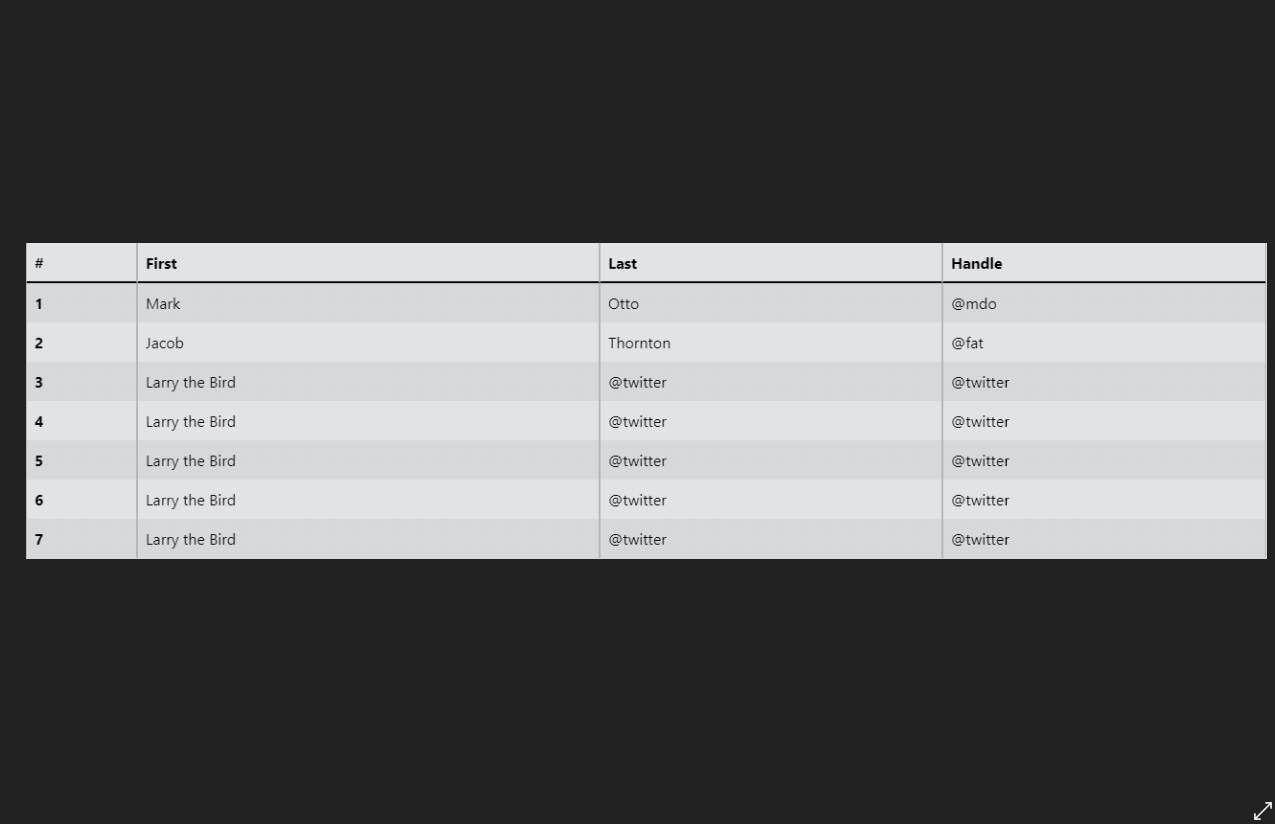 # First Last Handle
1 Mark Otto @mdo
2 Jacob Thornton @fat
3 Larry the Bird @twitter @twitter
4 Larry the Bird @twitter @twitter
5 Larry the Bird @twitter @twitter
6 Larry the Bird @twitter @twitter
7 Larry the Bird @twitter @twitter